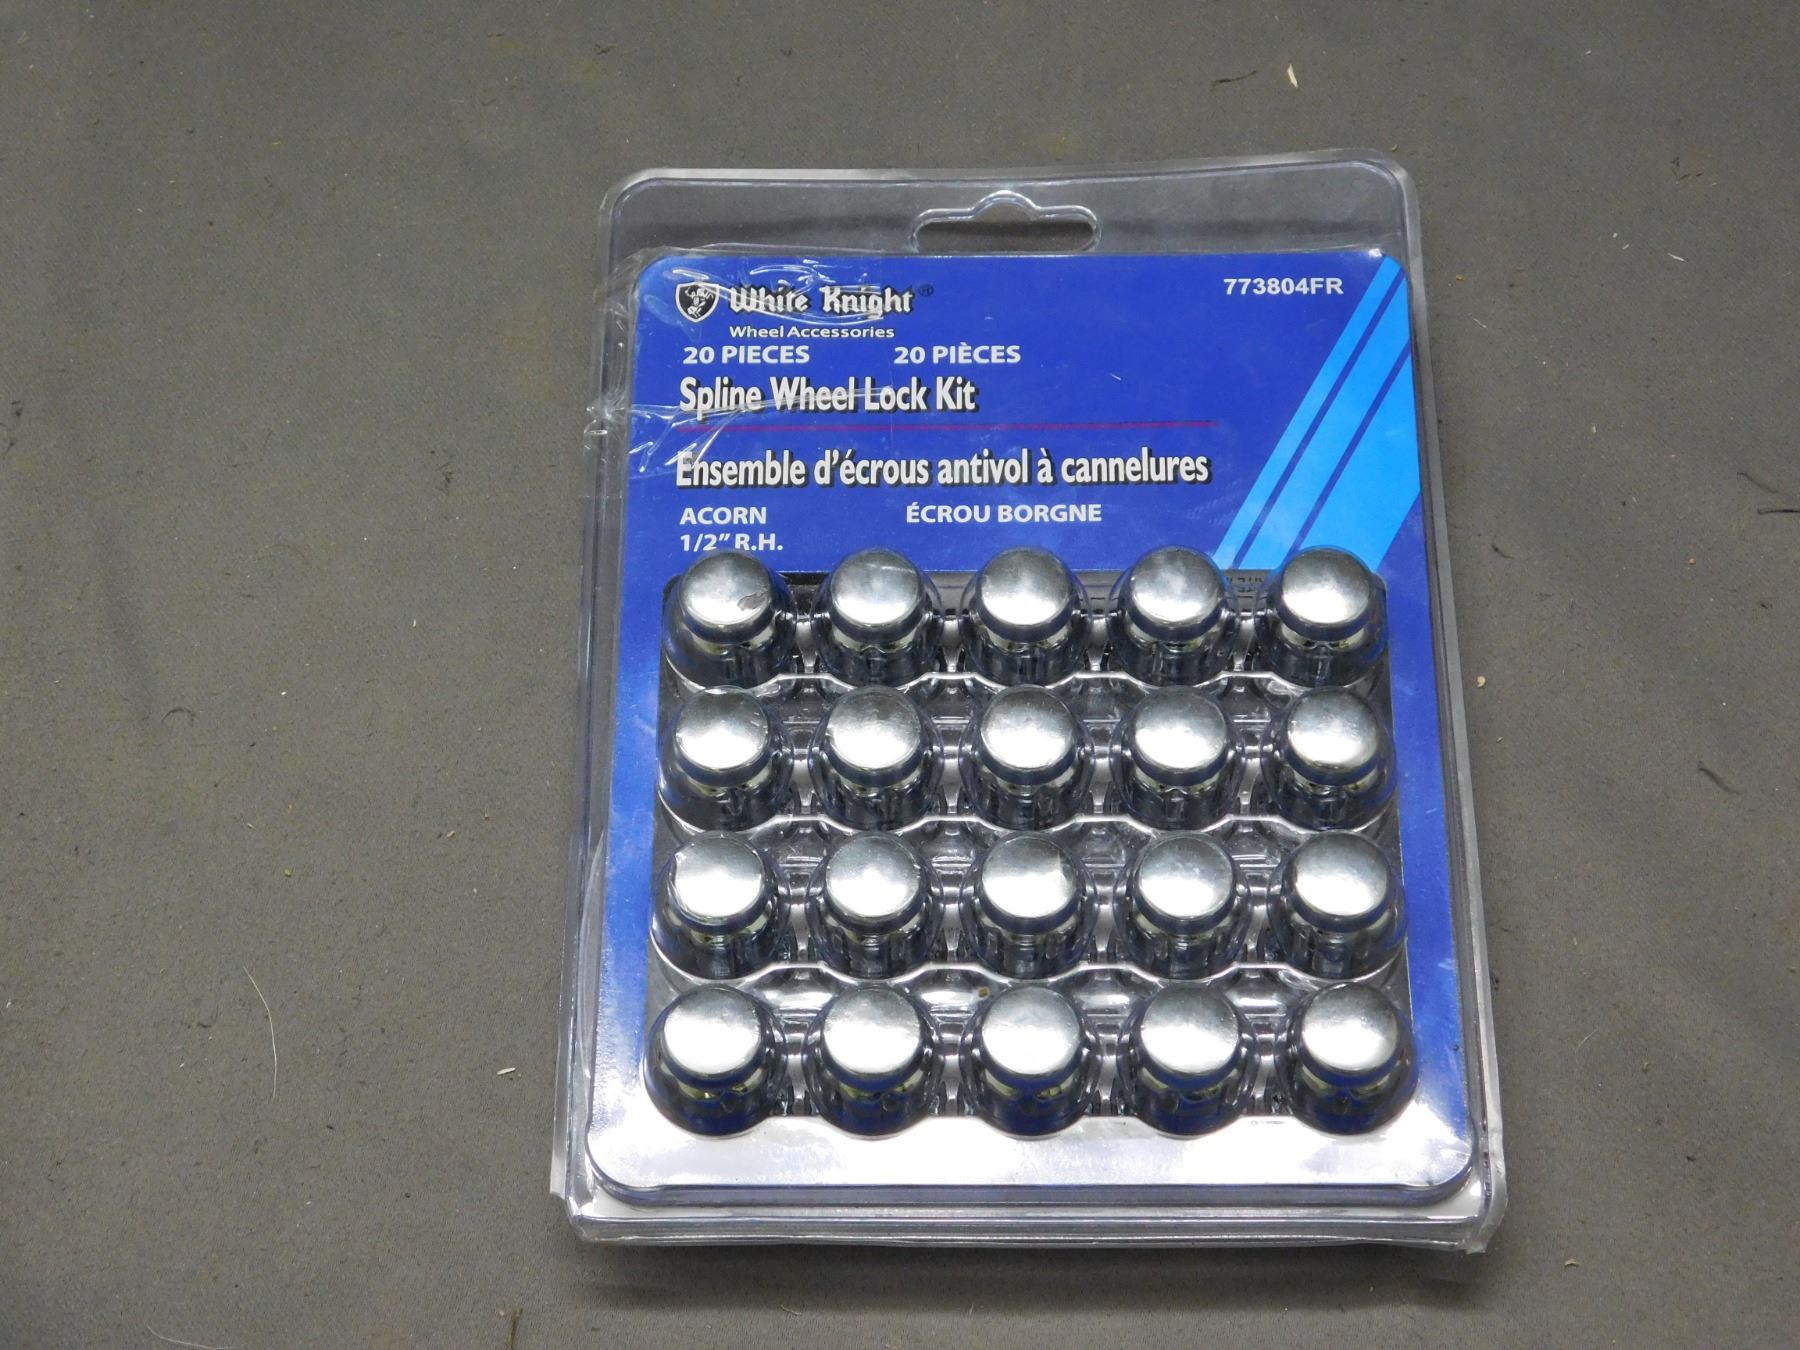 White Knight®
773804FR
Wheel Accessories
20 PIECES 20 PIÈCES
Spline Wheel Lock Kit
Ensemble d'écrous antivol à cannelures
ACORN ÉCROU BORGNE
1/2" R.H.